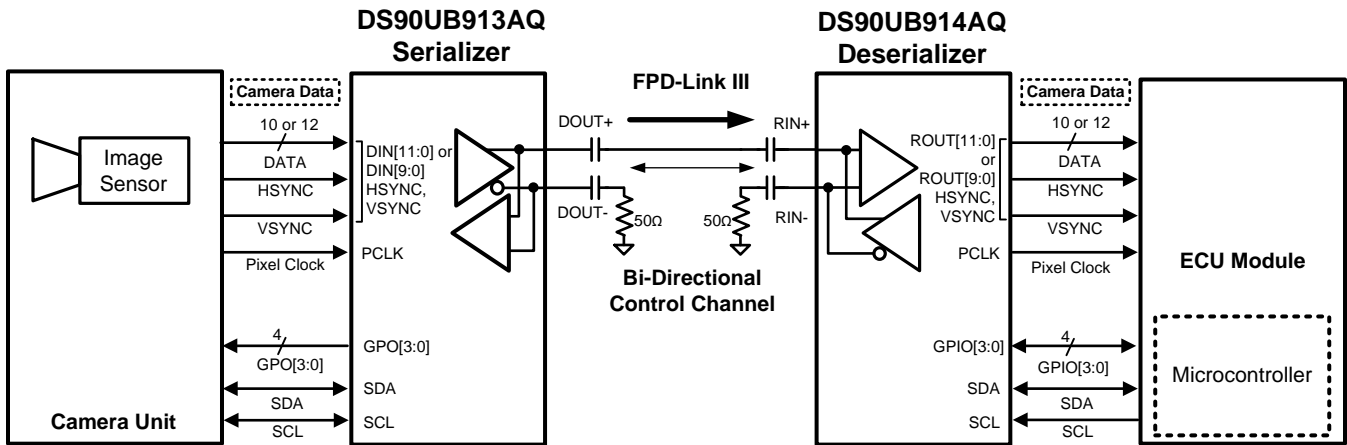 DS90UB913AQ
Serializer
DS90UB914AQ
Deserializer
Camera Data
FPD-Link III
Camera Data
Image
Sensor
10 or 12
DATA
HSYNC
VSYNC
Pixel Clock
DIN[11:0] or
DIN[9:0]
HSYNC,
VSYNC
PCLK
DOUT+
DOUT-
50Ω
50Ω
RIN+
RIN-
Bi-Directional
Control Channel
ROUT[11:0]
or
ROUT[9:0]
HSYNC,
VSYNC
PCLK
10 or 12
DATA
HSYNC
VSYNC
Pixel Clock
ECU Module
Microcontroller
4
GPO[3:0]
SDA
SCL
GPO[3:0]
SDA
SCL
Camera Unit
GPIO[3:0]
SDA
SCL
4
GPIO[3:0]
SDA
SCL